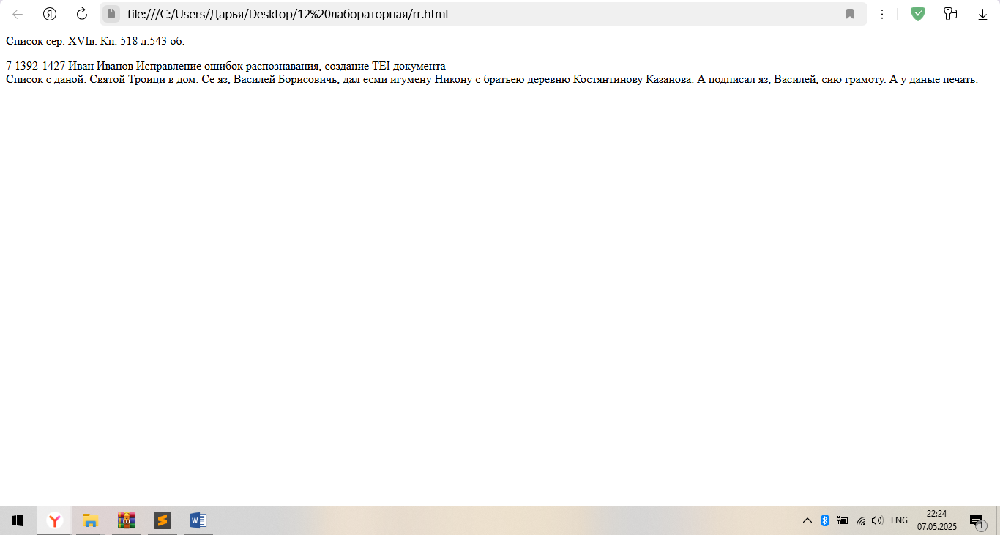 file:///C:/Users/Дарья/Desktop/12%20лабораторная/rr.html
Список сер. XVIв. Кн. 518 л.543 об.
7 1392-1427 Иван Иванов Исправление ошибок распознавания, создание TEI документа
Список с даной. Святой Троици в дом. Се яз, Василей Борисовичь, дал есми игумену Никону с братьею деревню Костянтинову Казанова. А подписал яз, Василей, сию грамоту. А у даные печать.
ENG
22:24
07.05.2025
1